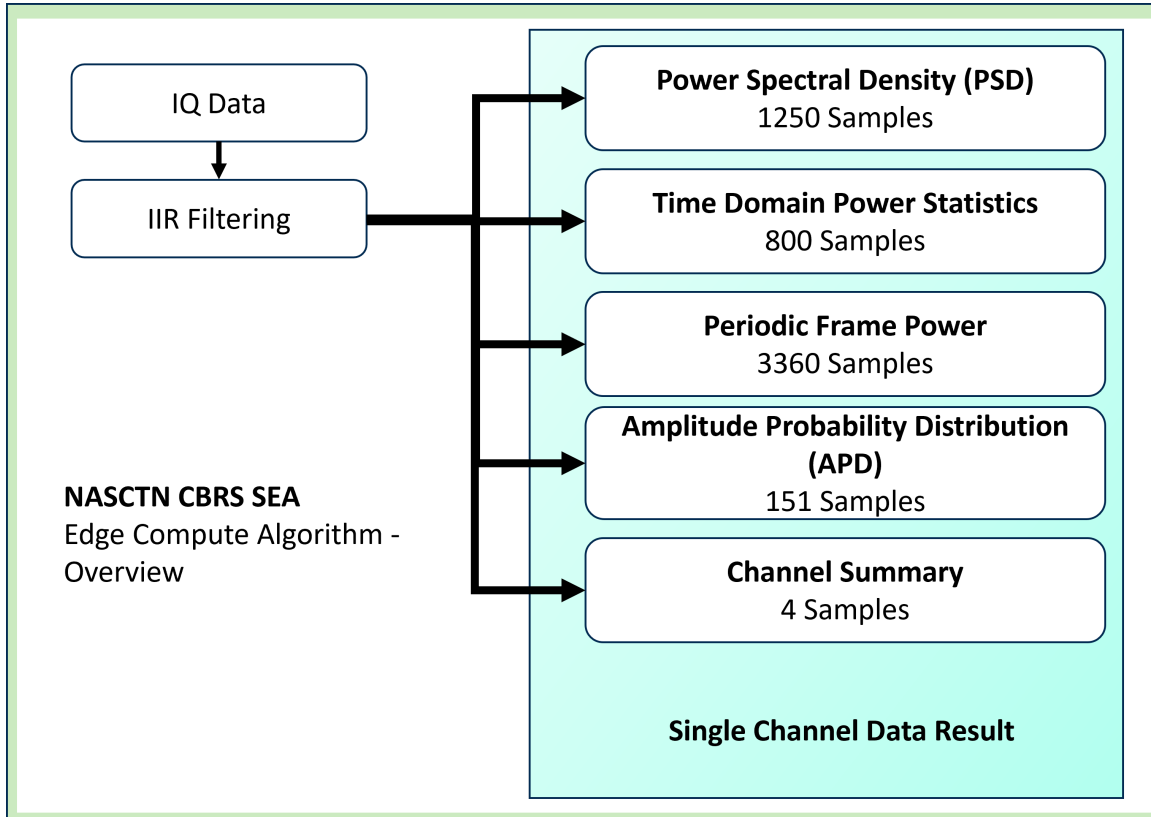 IQ Data
IIR Filtering
NASCTN CBRS SEA
Edge Compute Algorithm -
Overview
Power Spectral Density (PSD)
1250 Samples
Time Domain Power Statistics
800 Samples
Periodic Frame Power
3360 Samples
Amplitude Probability Distribution
(APD)
151 Samples
Channel Summary
4 Samples
Single Channel Data Result